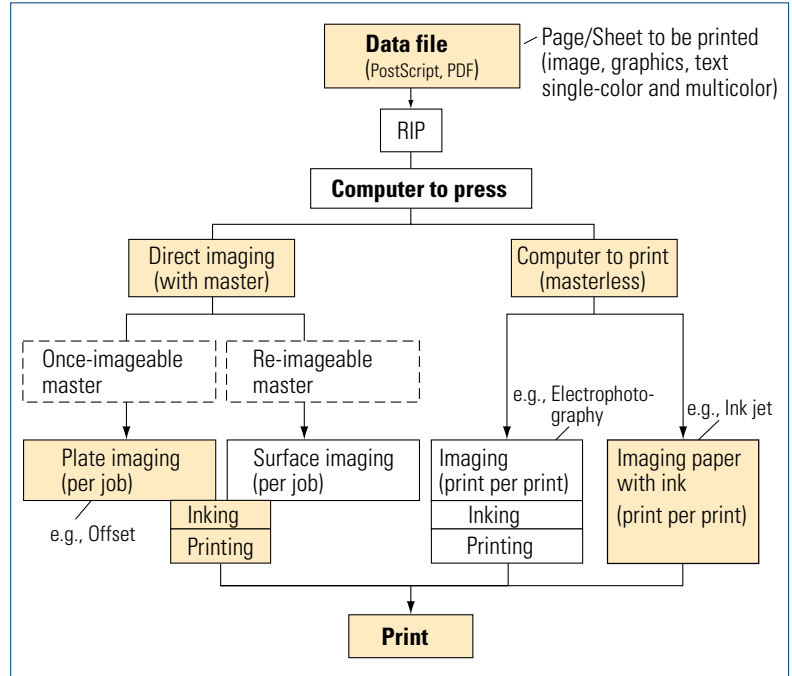 Data file
(PostScript, PDF)
Page/Sheet to be printed
(image, graphics, text
single-color and multicolor)
RIP
Computer to press
Direct imaging
(with master)
Computer to print
(masterless)
Once-imageable
master
Re-imageable
master
e.g., Electrophoto-
graphy
e.g., Ink jet
Plate imaging
(per job)
Surface imaging
(per job)
Imaging
(print per print)
Imaging paper
with ink
(print per print)
e.g., Offset
Inking
Printing
Inking
Printing
Print